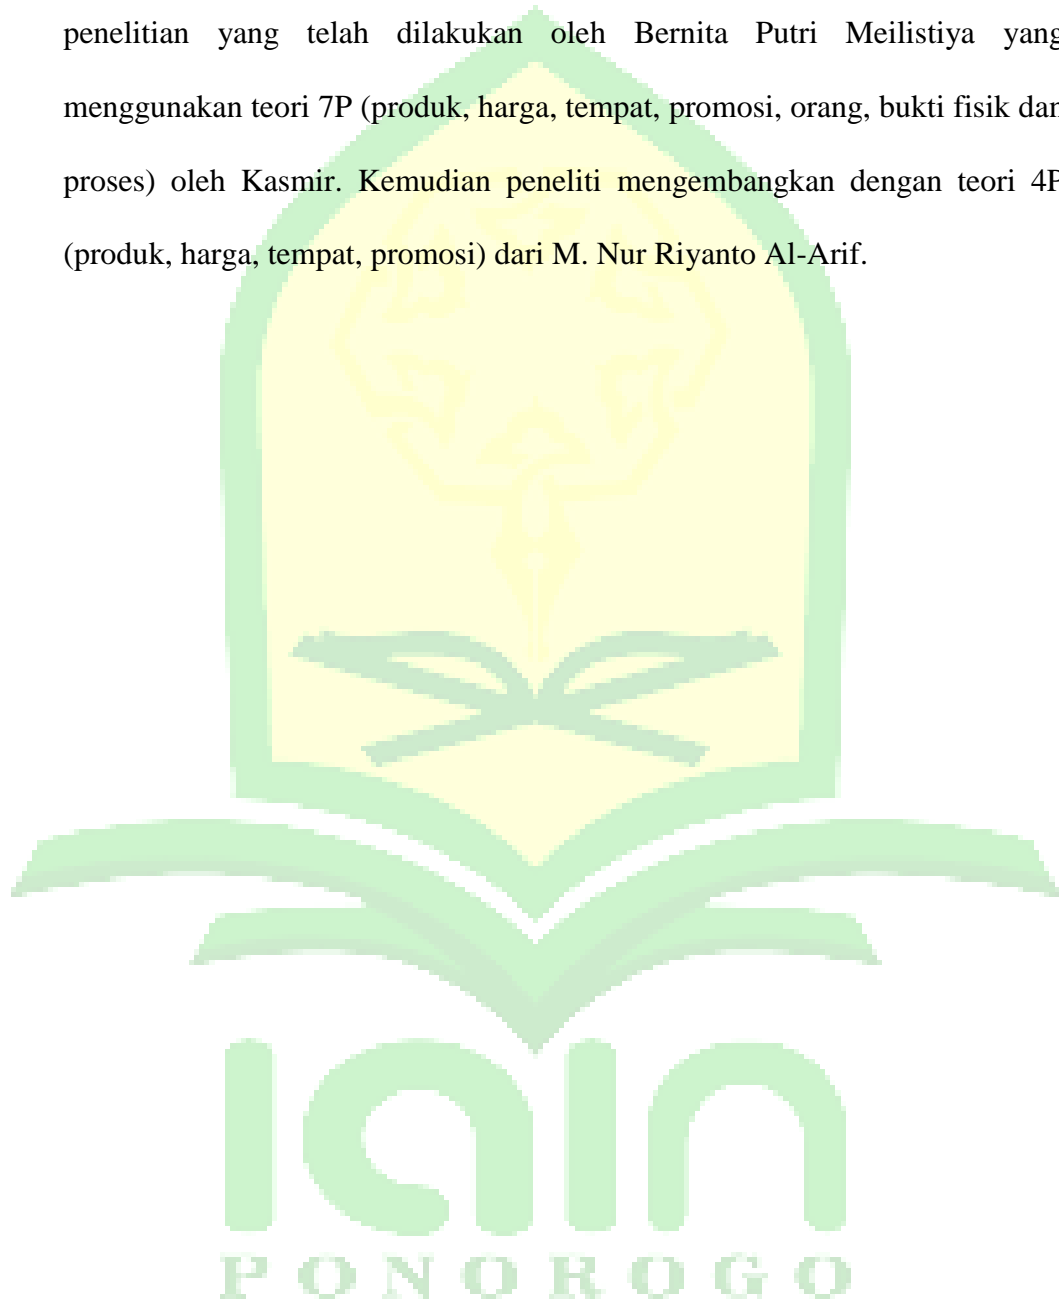 penelitian yang telah dilakukan oleh Bernita Putri Meilistiya yang
menggunakan teori 7P (produk, harga, tempat, promosi, orang, bukti fisik dan
proses) oleh Kasmir. Kemudian peneliti mengembangkan dengan teori 4P
(produk, harga, tempat, promosi) dari M. Nur Riyanto Al-Arif.
iain
PONOROGO